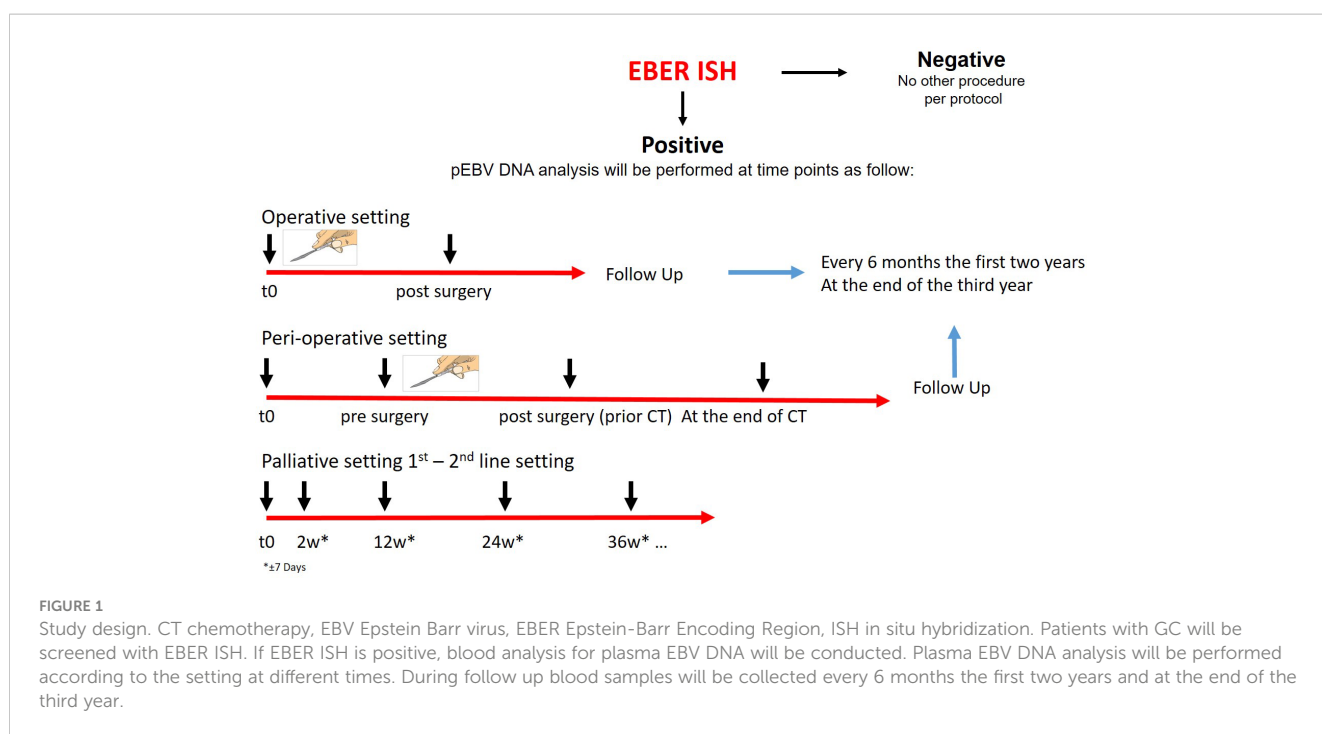 EBER ISH
Negative
No other procedure
per protocol
Positive
pEBV DNA analysis will be performed at time points as follow:
Operative setting
t0
post surgery
Follow Up
Every 6 months the first two years
At the end of the third year
Peri-operative setting
t0
pre surgery
post surgery (prior CT)
At the end of CT
Follow Up
Palliative setting 1st – 2nd line setting
t0
2w*
12w*
24w*
36w* ...
*±7 Days
FIGURE 1
Study design. CT chemotherapy, EBV Epstein Barr virus, EBER Epstein-Barr Encoding Region, ISH in situ hybridization. Patients with GC will be
screened with EBER ISH. If EBER ISH is positive, blood analysis for plasma EBV DNA will be conducted. Plasma EBV DNA analysis will be performed
according to the setting at different times. During follow up blood samples will be collected every 6 months the first two years and at the end of the
third year.